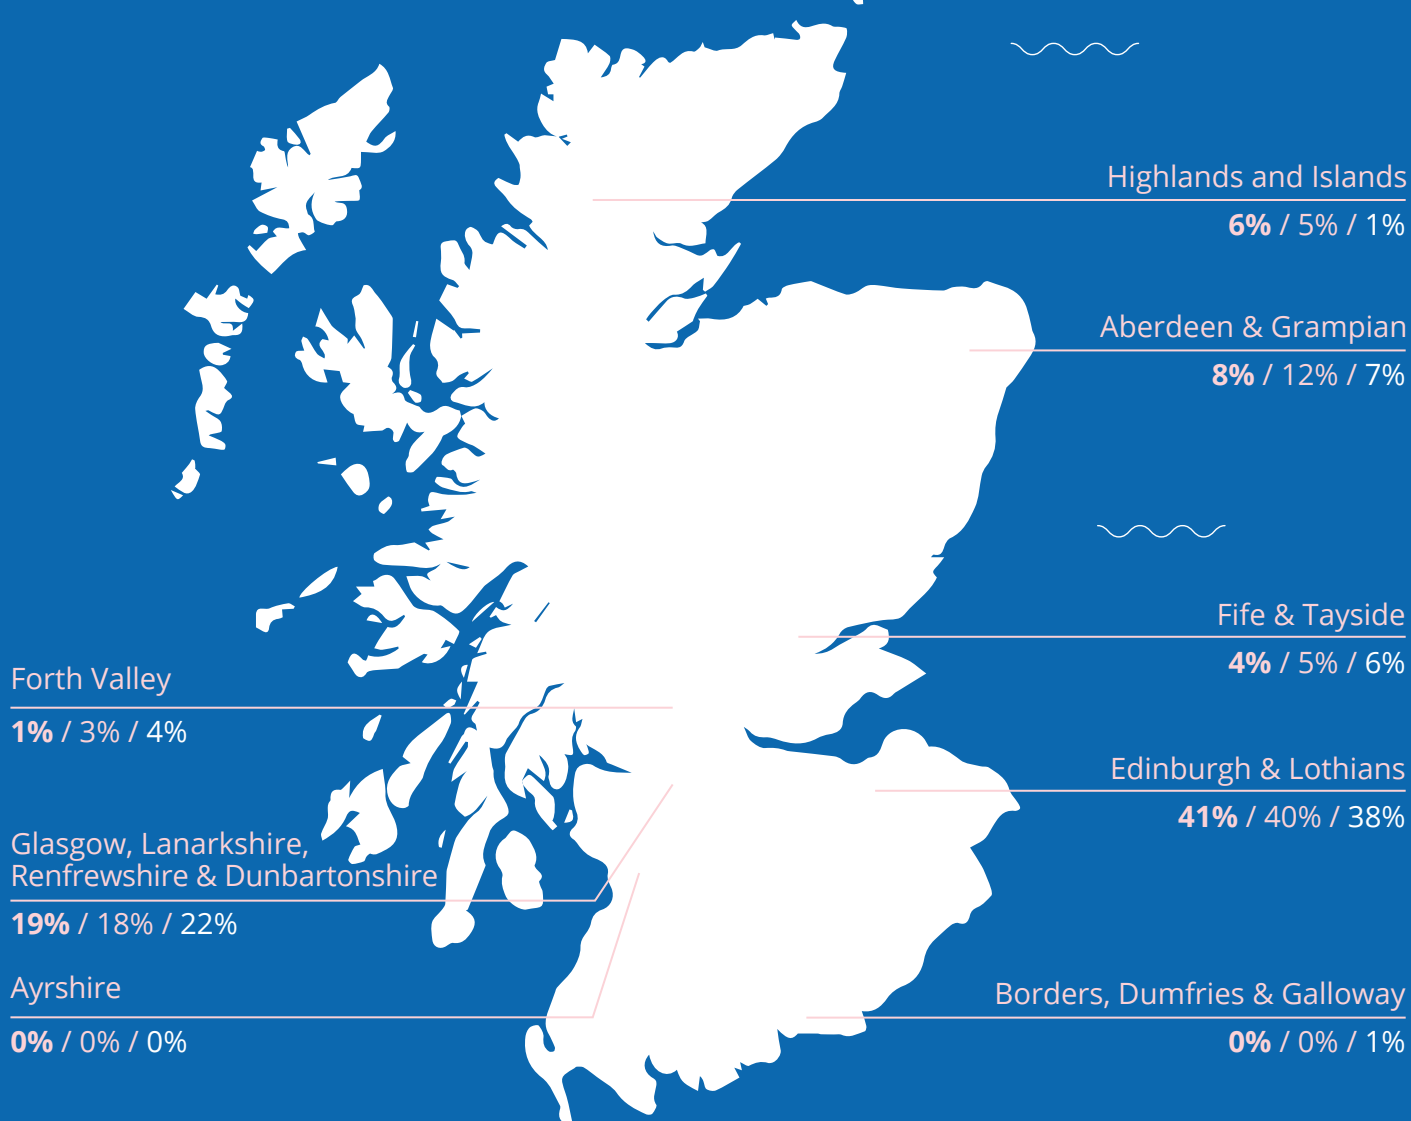 Highlands and Islands
6% / 5% / 1%
Aberdeen & Grampian
8% / 12% / 7%
Fife & Tayside
4% / 5% / 6%
Forth Valley
1% / 3% / 4%
Edinburgh & Lothians
41% / 40% / 38%
Glasgow, Lanarkshire,
Renfrewshire & Dunbartonshire
19% / 18% / 22%
Ayrshire
0% / 0% / 0%
Borders, Dumfries & Galloway
0% / 0% / 1%